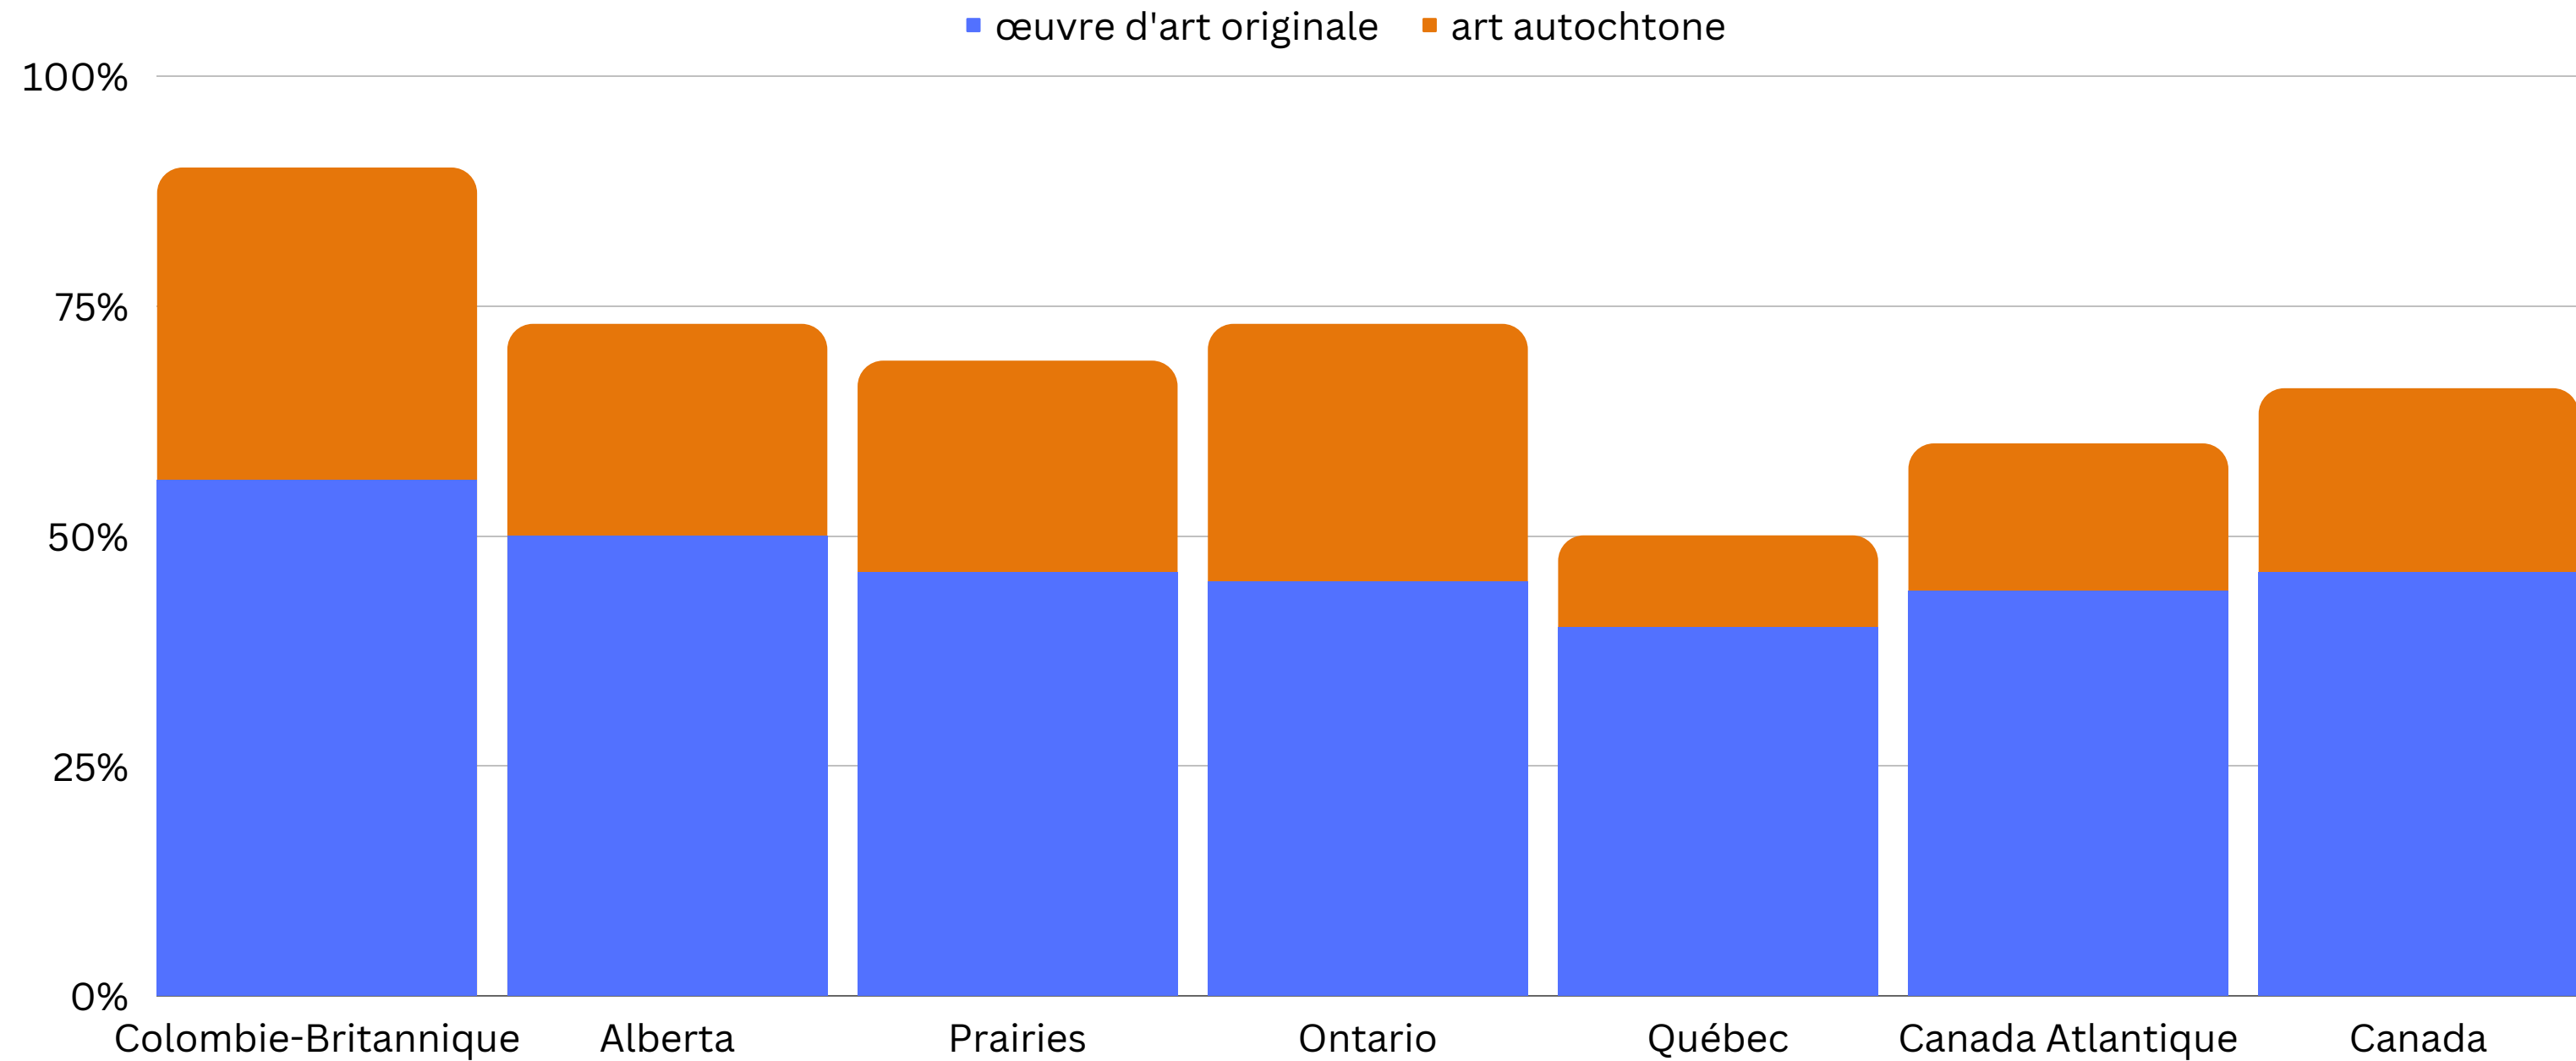 œuvre d'art originale art autochtone
100%
75%
50%
25%
0%
Colombie-Britannique Alberta Prairies Ontario Québec Canada Atlantique Canada